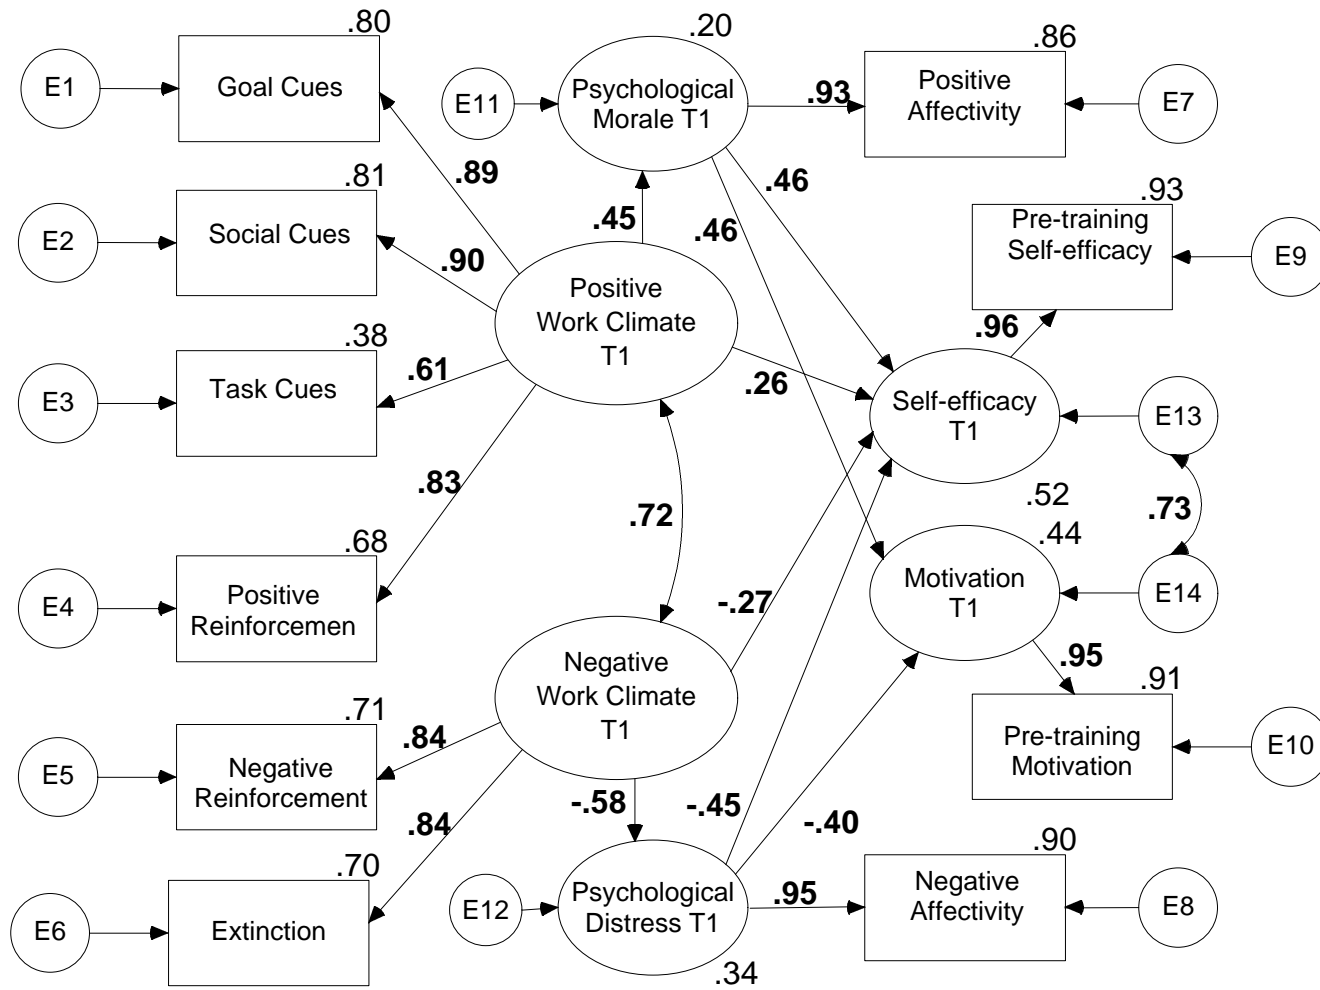 .80
.20
.86
E1
Goal Cues
E11
Psychological
Morale T1
.93
Positive
Affectivity
E7
.89
.81
.46
.93
E2
Social Cues
.45
.46
Pre-training
Self-efficacy
E9
.90
Positive
Work Climate
T1
.96
.38
E3
Task Cues
.61
.26
Self-efficacy
T1
E13
.83
.72
.52
.73
.44
.68
E4
Positive
Reinforcemen
-.27
Motivation
T1
E14
Negative
Work Climate
T1
.95
.91
.71
E5
Negative
Reinforcement
.84
Pre-training
Motivation
E10
-.58
-.45
-.40
.84
.90
.70
E6
Extinction
E12
Psychological
Distress T1
.95
Negative
Affectivity
E8
.34